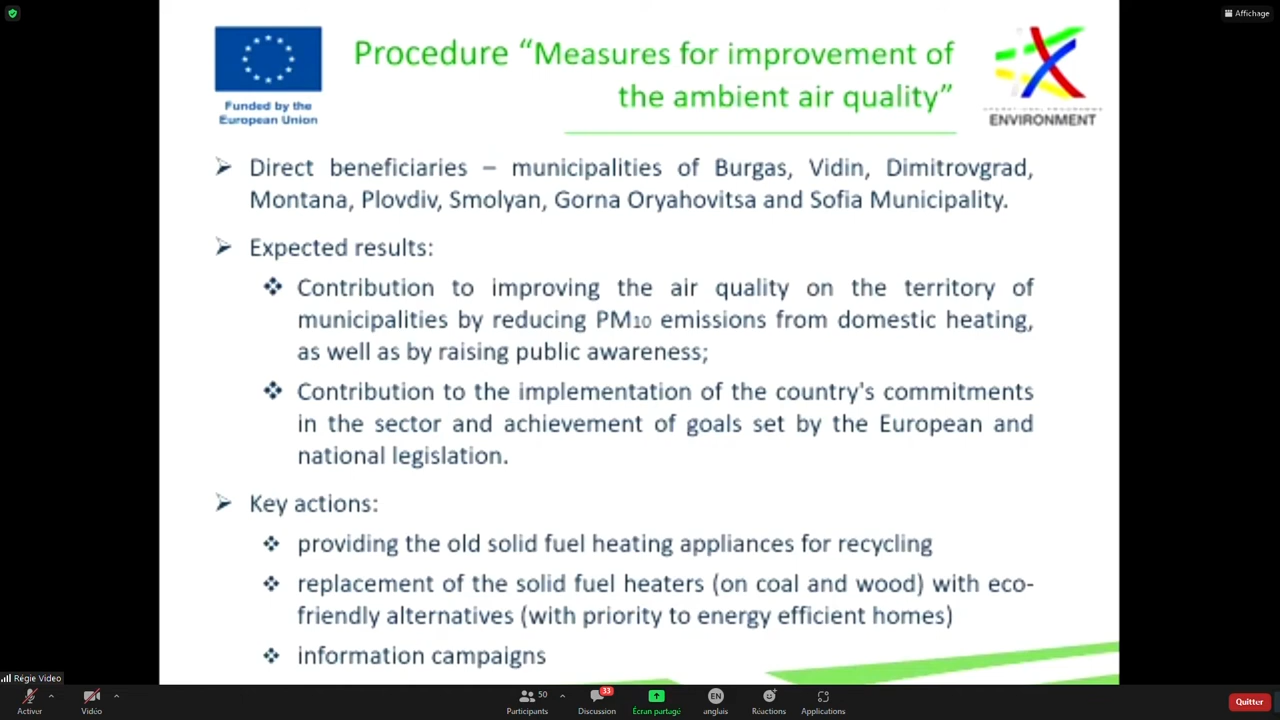 Affichage
Procedure “Measures for improvement of
the ambient air quality”
Funded by the
European Union
ENVIRONMENT
➢ Direct beneficiaries – municipalities of Burgas, Vidin, Dimitrovgrad,
Montana, Plovdiv, Smolyan, Gorna Oryahovitsa and Sofia Municipality.
➢ Expected results:
❖ Contribution to improving the air quality on the territory of
municipalities by reducing PM10 emissions from domestic heating,
as well as by raising public awareness;
❖ Contribution to the implementation of the country's commitments
in the sector and achievement of goals set by the European and
national legislation.
➢ Key actions:
❖ providing the old solid fuel heating appliances for recycling
❖ replacement of the solid fuel heaters (on coal and wood) with eco-
friendly alternatives (with priority to energy efficient homes)
❖ information campaigns
Régie Video
Activer
Vidéo
50
Participants
33
Discussion
Écran partagé
EN
anglais
Réactions
Applications
Quitter